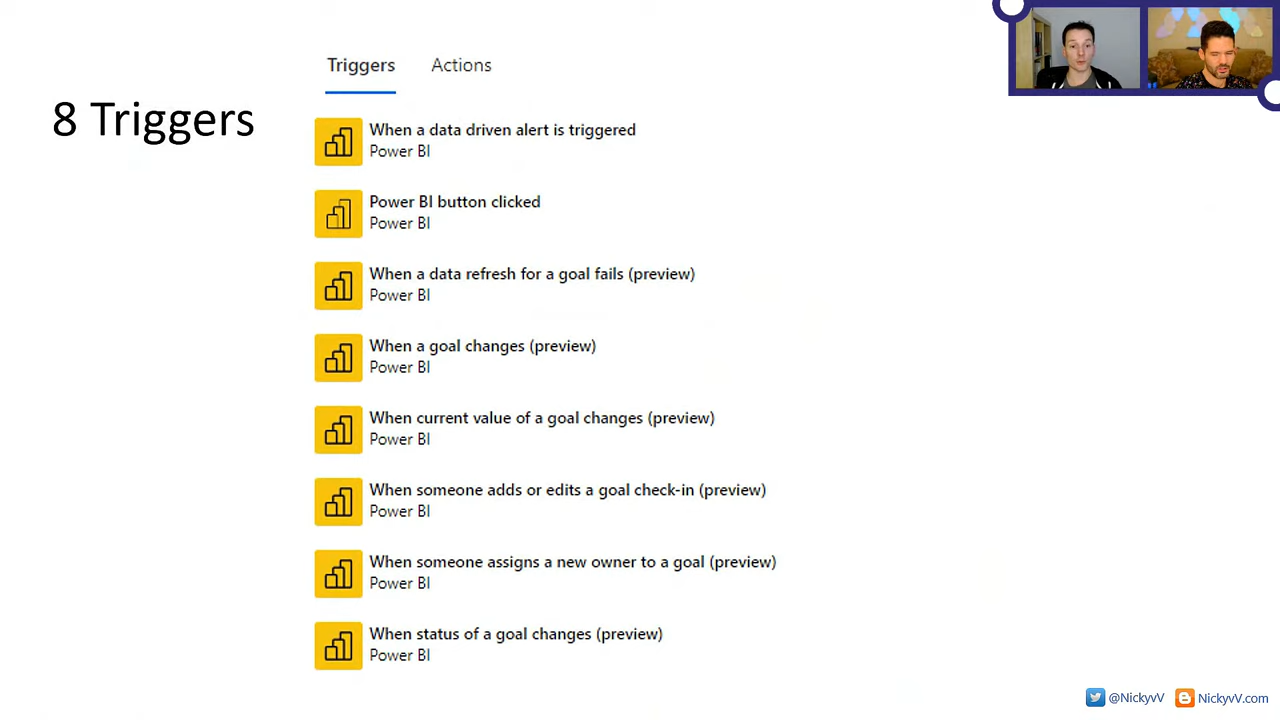 Triggers Actions
8 Triggers
When a data driven alert is triggered
Power BI
Power BI button clicked
Power BI
When a data refresh for a goal fails (preview)
Power BI
When a goal changes (preview)
Power BI
When current value of a goal changes (preview)
Power BI
When someone adds or edits a goal check-in (preview)
Power BI
When someone assigns a new owner to a goal (preview)
Power BI
When status of a goal changes (preview)
Power BI
@NickyvV NickyvV.com